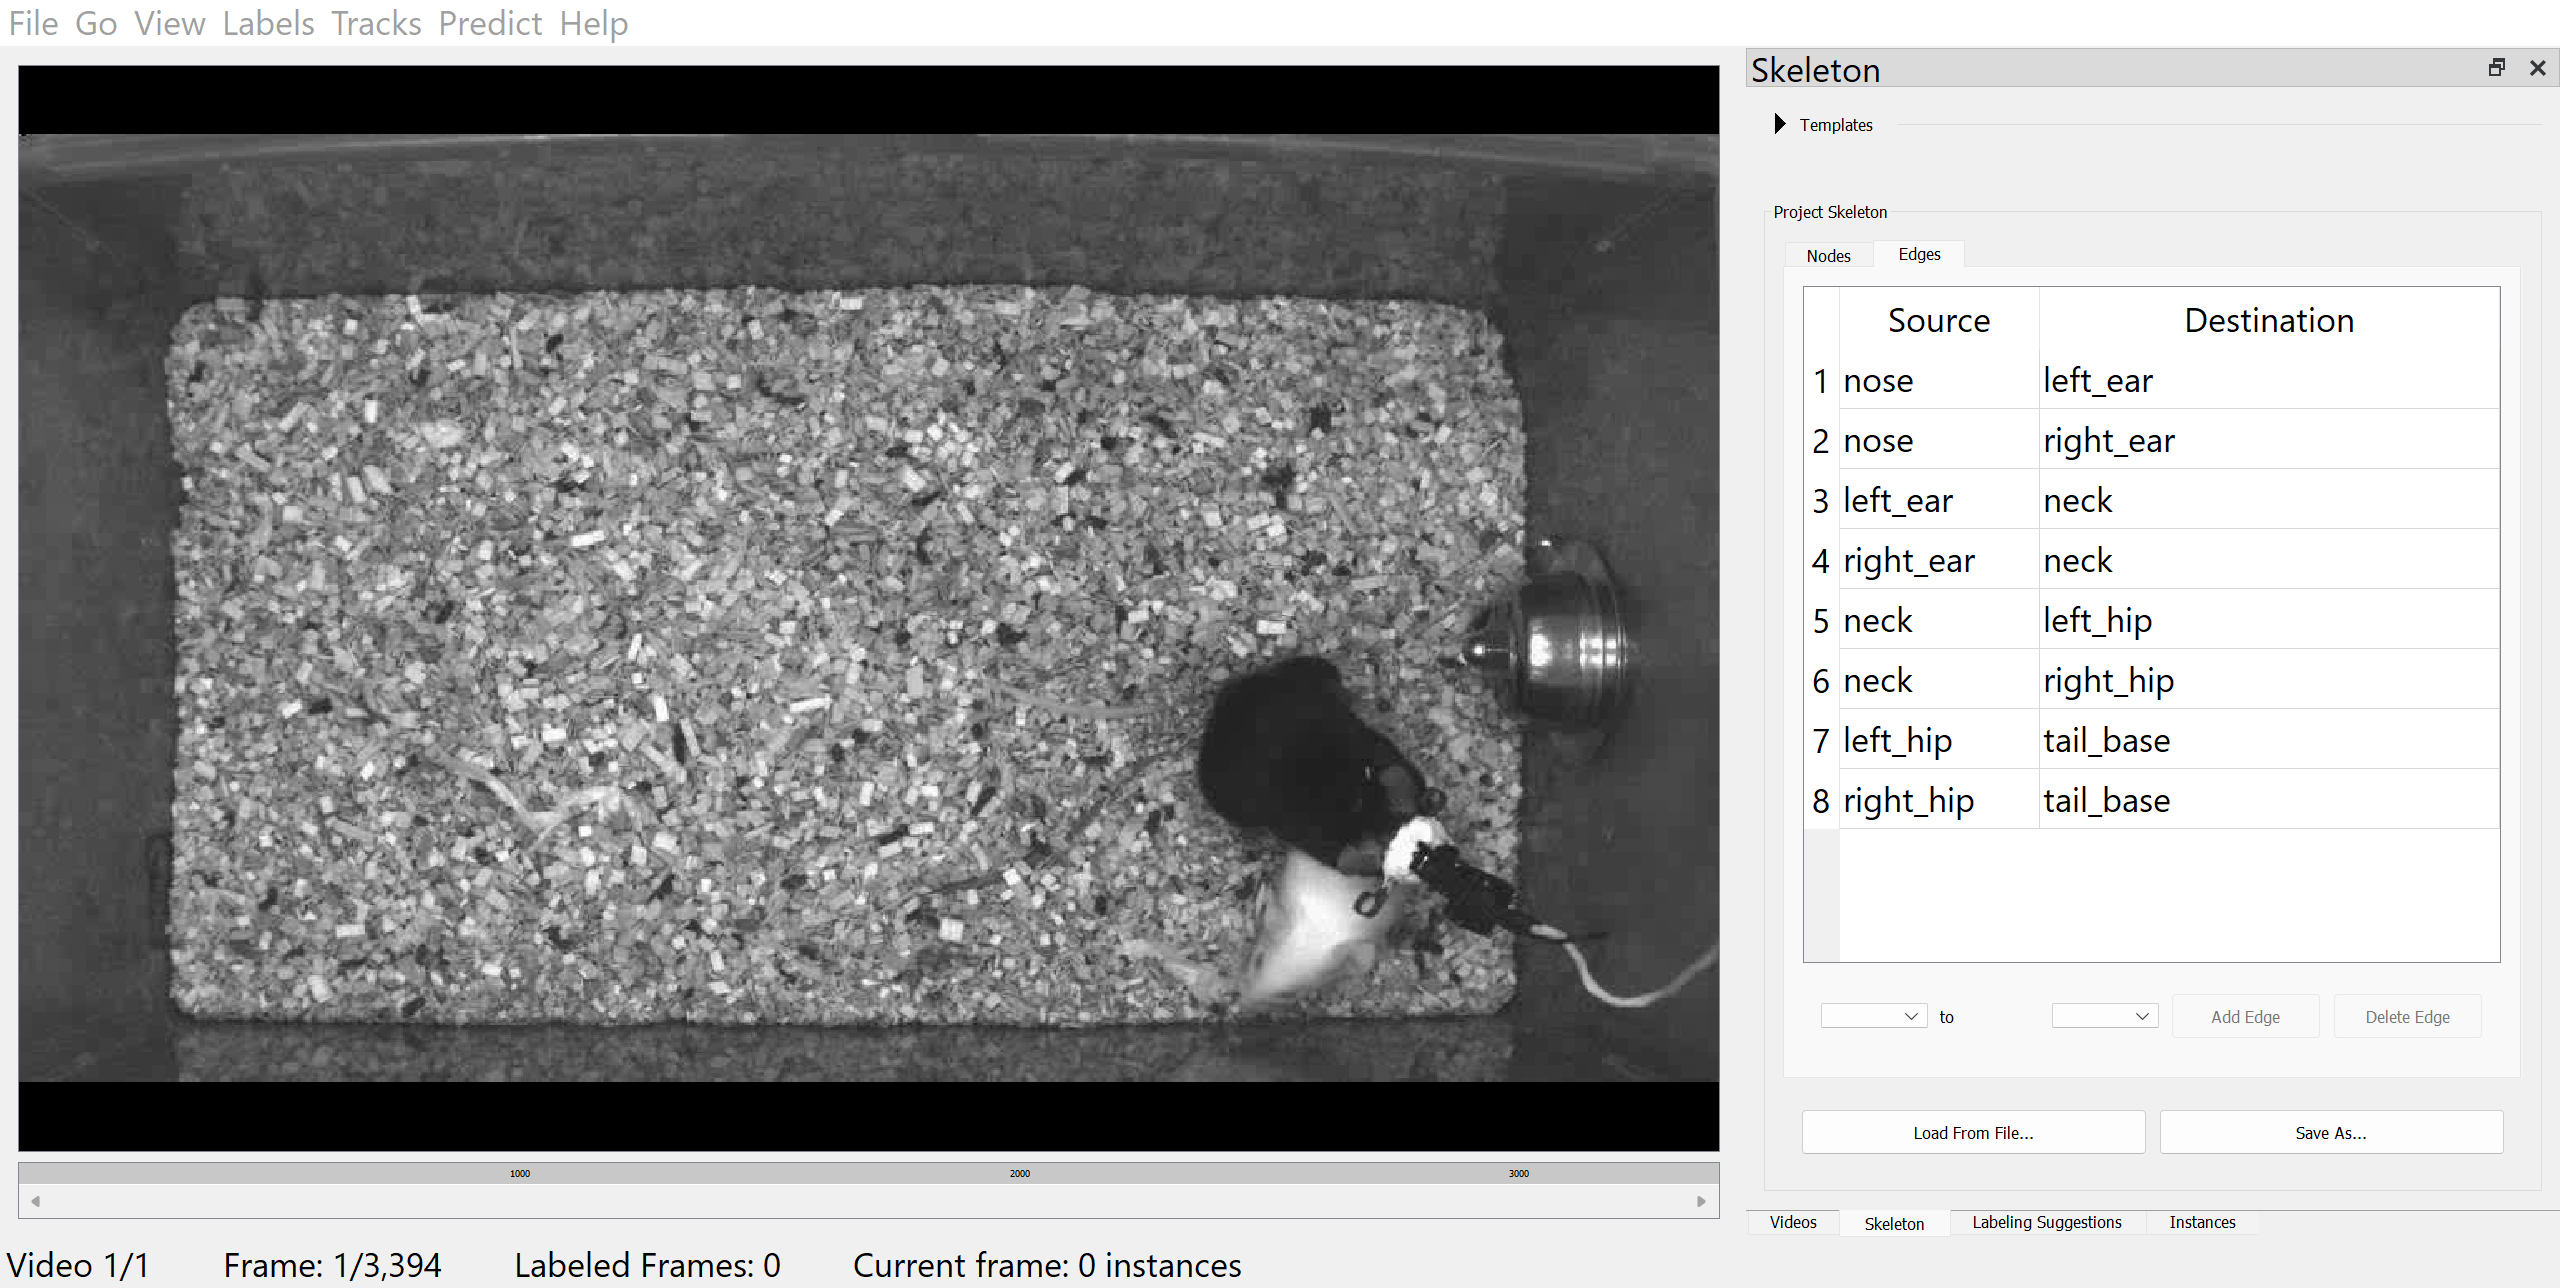 File Go View Labels Tracks Predict Help
Skeleton
Templates
Project Skeleton
Nodes Edges
Source Destination
1 nose left_ear
2 nose right_ear
3 left_ear neck
4 right_ear neck
5 neck left_hip
6 neck right_hip
7 left_hip tail_base
8 right_hip tail_base
to Add Edge Delete Edge
Load From File... Save As...
1000 2000 3000
Videos Skeleton Labeling Suggestions Instances
Video 1/1 Frame: 1/3,394 Labeled Frames: 0 Current frame: 0 instances